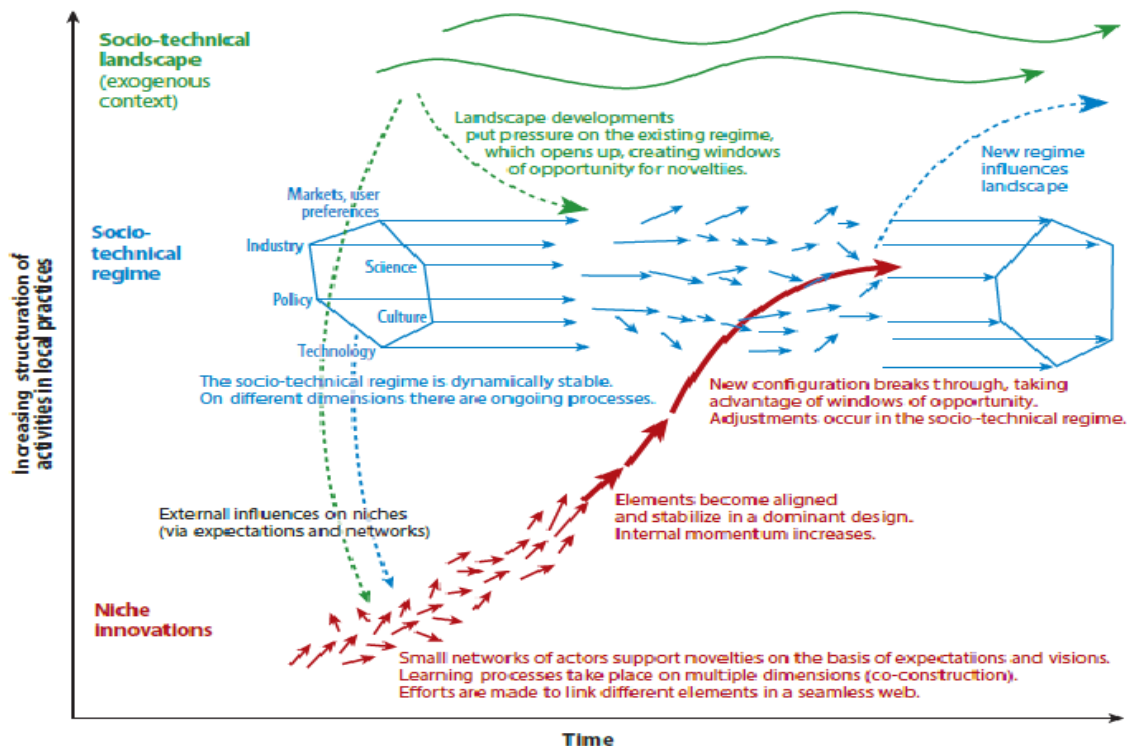 Socio-technical
landscape
(exogenous
context)
Landscape developments
put pressure on the existing regime,
which opens up, creating windows
of opportunity for novelties.
New regime
influences
landscape
Markets, user
preferences
Socio-
technical
regime
Industry
Science
Policy
Culture
Technology
The socio-technical regime is dynamically stable.
On different dimensions there are ongoing processes.
New configuration breaks through, taking
advantage of windows of opportunity.
Adjustments occur in the socio-technical regime.
Increasing structuration of
activities in local practices
External influences on niches
(via expectations and networks)
Elements become aligned
and stabilize in a dominant design.
Internal momentum increases.
Niche
innovations
Small networks of actors support novelties on the basis of expectatiions and visions.
Learning processes take place on multiple dimensions (co-construction).
Efforts are made to link different elements in a seamless web.
Time